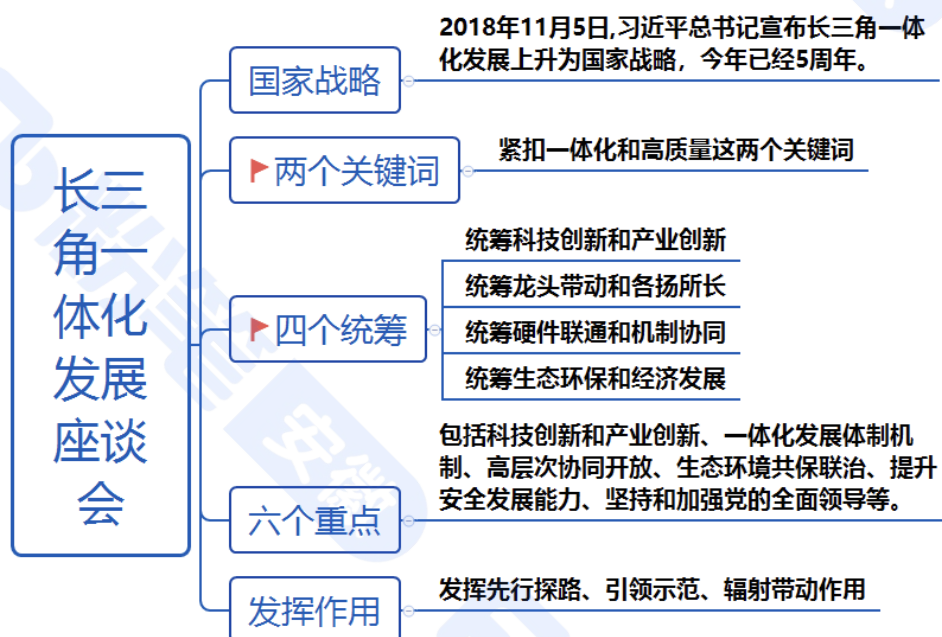 长三
角一
体化
发展
座谈
会
国家战略
2018年11月5日,习近平总书记宣布长三角一体
化发展上升为国家战略，今年已经5周年。
两个关键词
紧扣一体化和高质量这两个关键词
四个统筹
统筹科技创新和产业创新
统筹龙头带动和各扬所长
统筹硬件联通和机制协同
统筹生态环保和经济发展
六个重点
包括科技创新和产业创新、一体化发展体制机
制、高层次协同开放、生态环境共保联治、提升
安全发展能力、坚持和加强党的全面领导等。
发挥作用
发挥先行探路、引领示范、辐射带动作用
粉笔
安徽